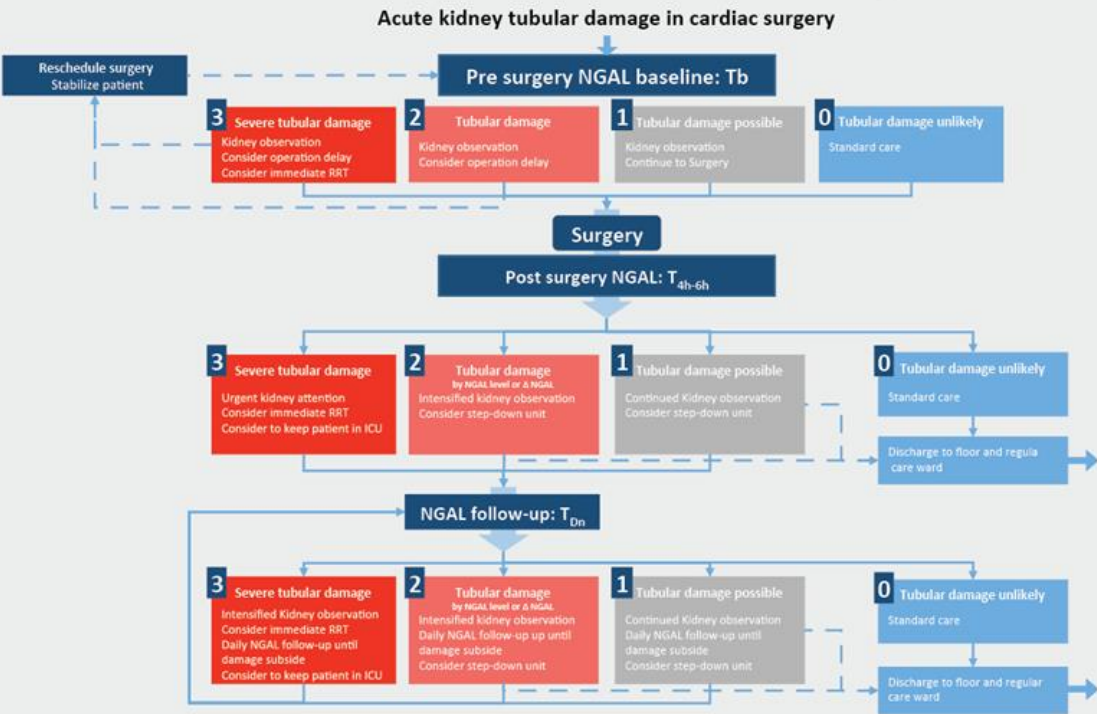 Acute kidney tubular damage in cardiac surgery
Reschedule surgery
Stabilize patient
Pre surgery NGAL baseline: Tb
3
Severe tubular damage
Kidney observation
Consider operation delay
Consider immediate RRT
2
Tubular damage
Kidney observation
Consider operation delay
1
Tubular damage possible
Kidney observation
Continue to Surgery
0
Tubular damage unlikely
Standard care
Surgery
Post surgery NGAL: T4h-6h
3
Severe tubular damage
Urgent kidney attention
Consider immediate RRT
Consider to keep patient in ICU
2
Tubular damage
by NGAL level or Δ NGAL
Intensified kidney observation
Consider step-down unit
1
Tubular damage possible
Continued Kidney observation
Consider step-down unit
0
Tubular damage unlikely
Standard care
Discharge to floor and regula
care ward
NGAL follow-up: TDn
3
Severe tubular damage
Intensified Kidney observation
Consider immediate RRT
Daily NGAL follow-up until
damage subside
Consider to keep patient in ICU
2
Tubular damage
by NGAL level or Δ NGAL
Intensified kidney observation
Daily NGAL follow-up up until
damage subside
Consider step-down unit
1
Tubular damage possible
Continued Kidney observation
Daily NGAL follow-up until
damage subside
Consider step-down unit
0
Tubular damage unlikely
Standard care
Discharge to floor and regular
care ward